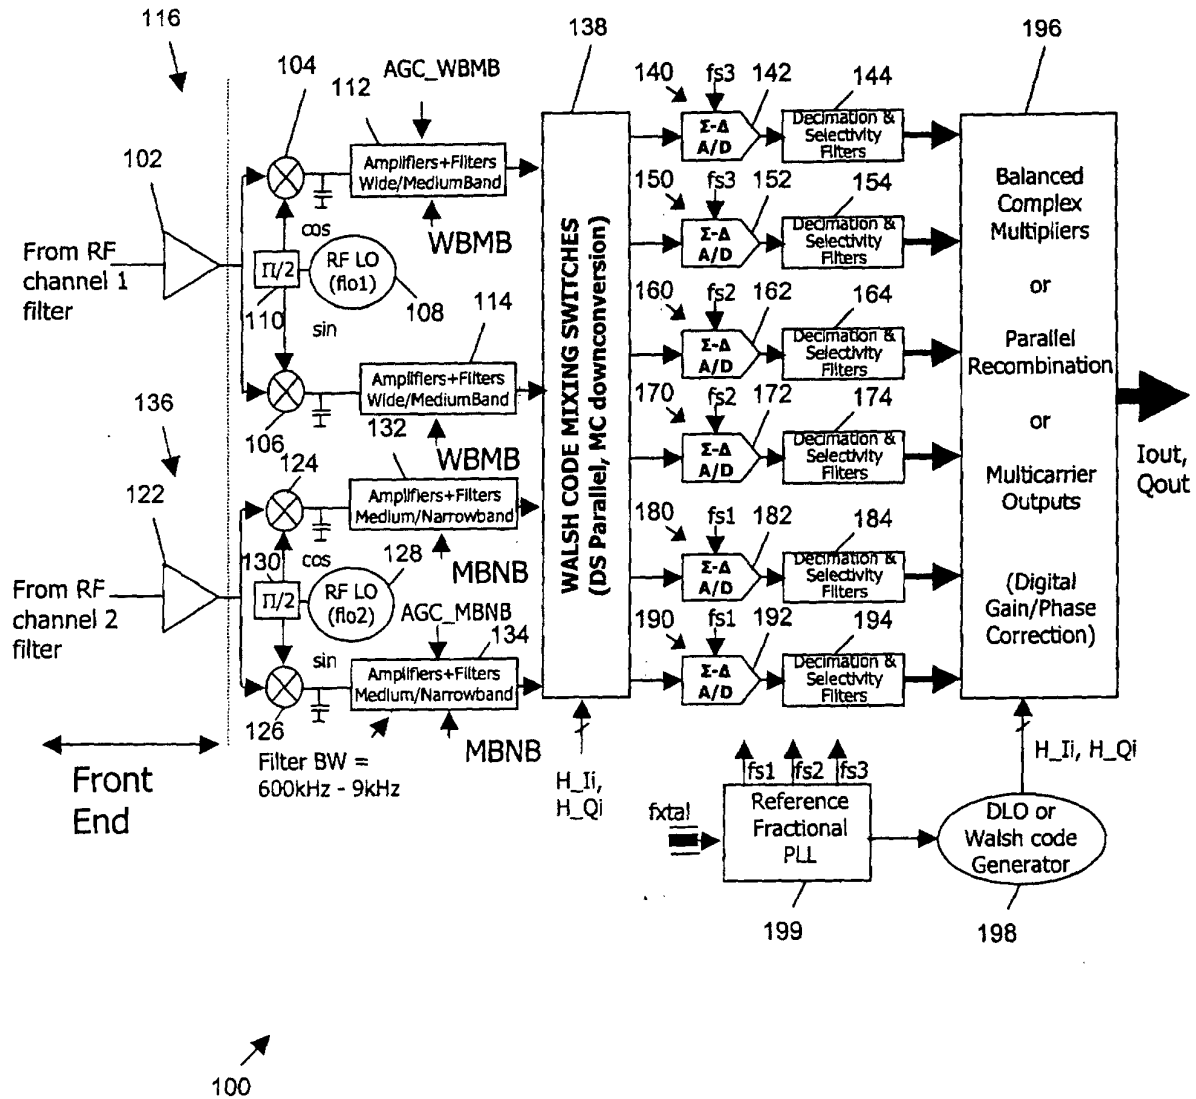 116
138
196
104
112
AGC_WBMB
140
fs3
142
144
102
Amplifiers+Filters
Wide/MediumBand
Σ-Δ
A/D
Decimation &
Selectivity
Filters
150
fs3
152
154
cos
WBMB
Balanced
Complex
Multipliers
From RF
channel 1
filter
Π/2
RF LO
(flo1)
Σ-Δ
A/D
Decimation &
Selectivity
Filters
or
110
108
114
160
fs2
162
164
sin
WALSH CODE MIXING SWITCHES
(DS Parallel, MC downconversion)
Σ-Δ
A/D
Decimation &
Selectivity
Filters
Parallel
Recombination
136
Amplifiers+Filters
Wide/MediumBand
170
fs2
172
174
or
106
132
WBMB
Σ-Δ
A/D
Decimation &
Selectivity
Filters
Iout,
Qout
124
122
Amplifiers+Filters
Medium/Narrowband
Multicarrier
Outputs
180
fs1
182
184
cos
130
128
MBNB
Σ-Δ
A/D
Decimation &
Selectivity
Filters
From RF
channel 2
filter
Π/2
RF LO
(flo2)
AGC_MBNB
(Digital
Gain/Phase
Correction)
190
fs1
192
194
134
sin
Amplifiers+Filters
Medium/Narrowband
Σ-Δ
A/D
Decimation &
Selectivity
Filters
126
MBNB
Front
End
Filter BW =
600kHz - 9kHz
H_Ii,
H_Qi
H_Ii, H_Qi
fs1
fs2
fs3
fxtal
Reference
Fractional
PLL
DLO or
Walsh code
Generator
199
198
100